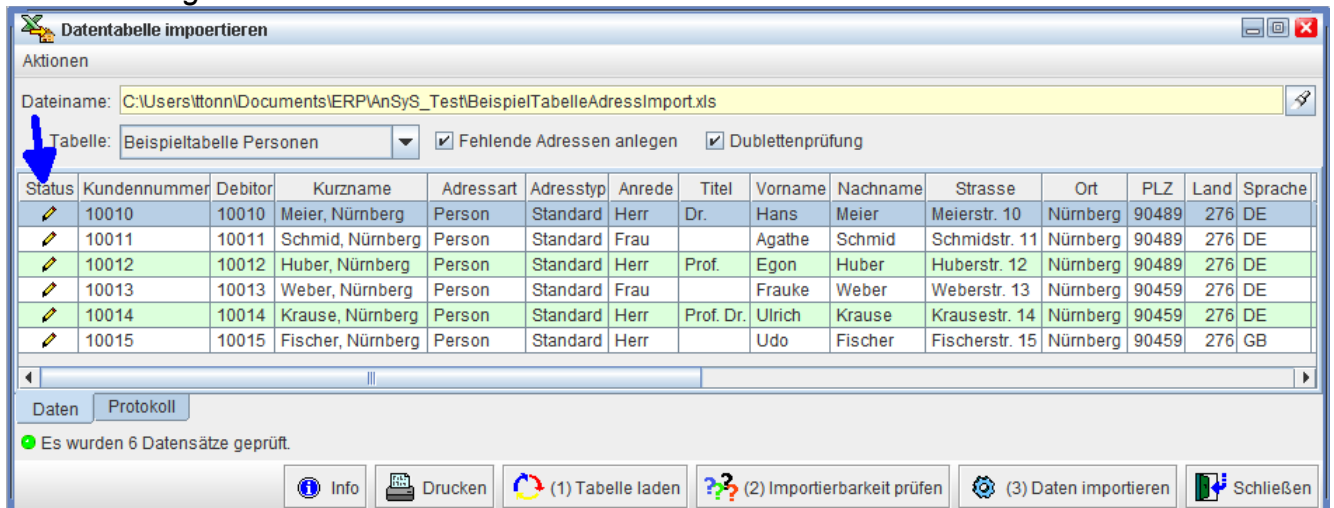 Datentabelle impoertieren
Aktionen
Dateiname: C:\Users\ttonn\Documents\ERP\AnSyS_Test\BeispielTabelleAdressImport.xls
Tabelle: Beispieltabelle Personen Fehlende Adressen anlegen Dublettenprüfung
Status Kundennummer Debitor Kurzname Adressart Adresstyp Anrede Titel Vorname Nachname Strasse Ort PLZ Land Sprache
10010 10010 Meier, Nürnberg Person Standard Herr Dr. Hans Meier Meierstr. 10 Nürnberg 90489 276 DE
10011 10011 Schmid, Nürnberg Person Standard Frau Agathe Schmid Schmidstr. 11 Nürnberg 90489 276 DE
10012 10012 Huber, Nürnberg Person Standard Herr Prof. Egon Huber Huberstr. 12 Nürnberg 90489 276 DE
10013 10013 Weber, Nürnberg Person Standard Frau Frauke Weber Weberstr. 13 Nürnberg 90459 276 DE
10014 10014 Krause, Nürnberg Person Standard Herr Prof. Dr. Ulrich Krause Krausestr. 14 Nürnberg 90459 276 DE
10015 10015 Fischer, Nürnberg Person Standard Herr Udo Fischer Fischerstr. 15 Nürnberg 90459 276 GB
Daten Protokoll
Es wurden 6 Datensätze geprüft.
Info Drucken (1) Tabelle laden (2) Importierbarkeit prüfen (3) Daten importieren Schließen